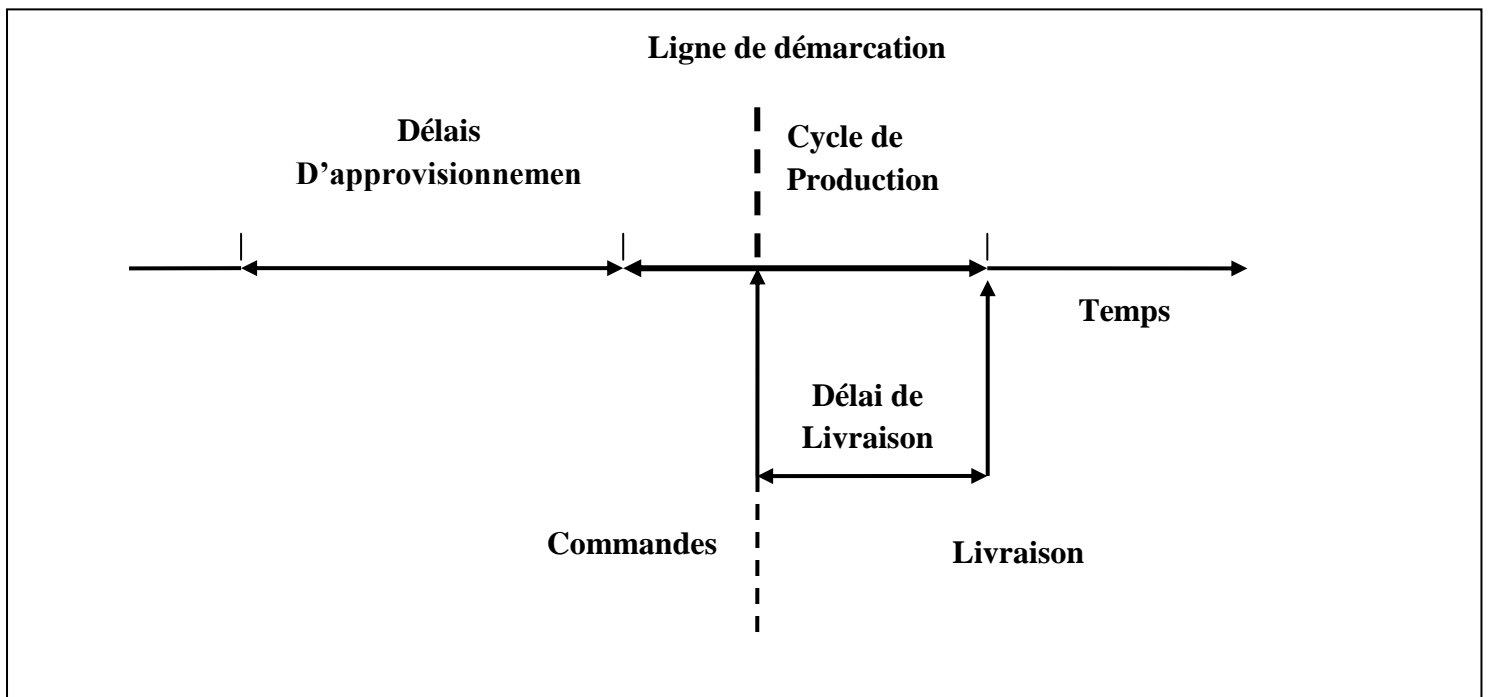 Ligne de démarcation
Délais
D’approvisionnemen
Cycle de
Production
Temps
Délai de
Livraison
Commandes
Livraison